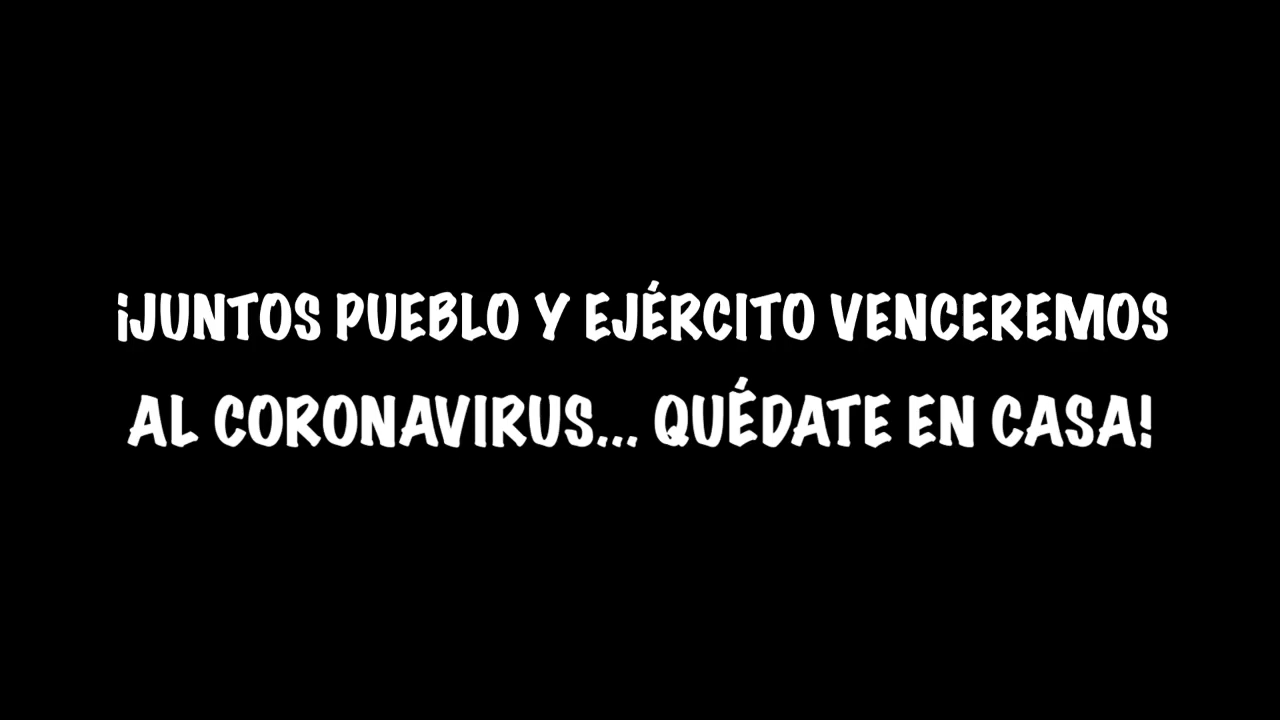 ¡JUNTOS PUEBLO Y EJÉRCITO VENCEREMOS
AL CORONAVIRUS... QUÉDATE EN CASA!